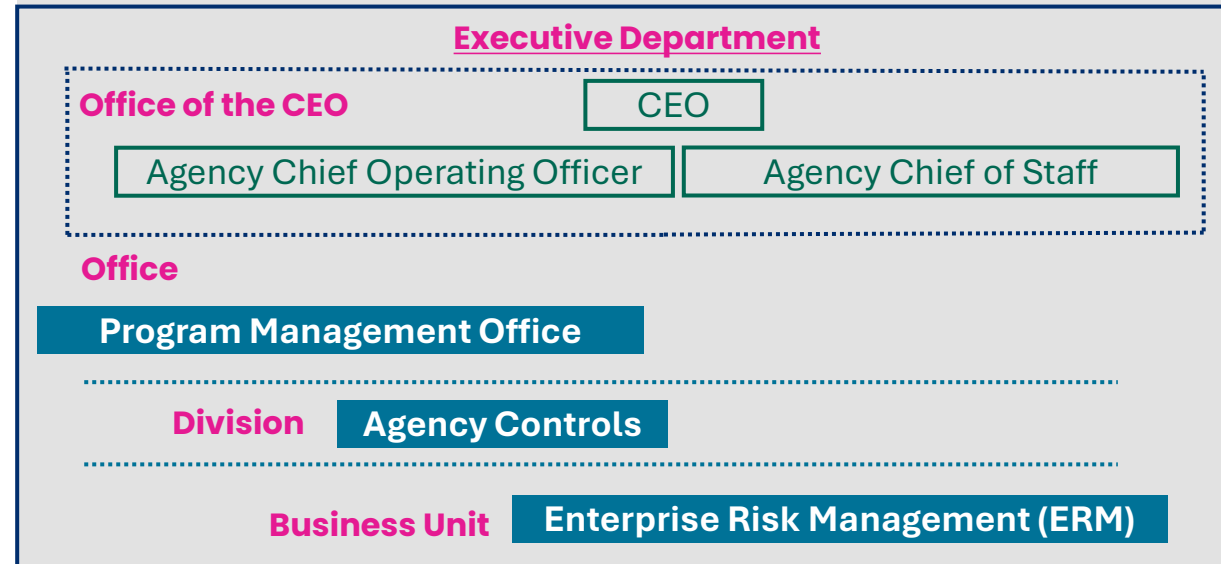 Executive Department
Office of the CEO
CEO
Agency Chief Operating Officer
Agency Chief of Staff
Office
Program Management Office
Division
Agency Controls
Business Unit
Enterprise Risk Management (ERM)